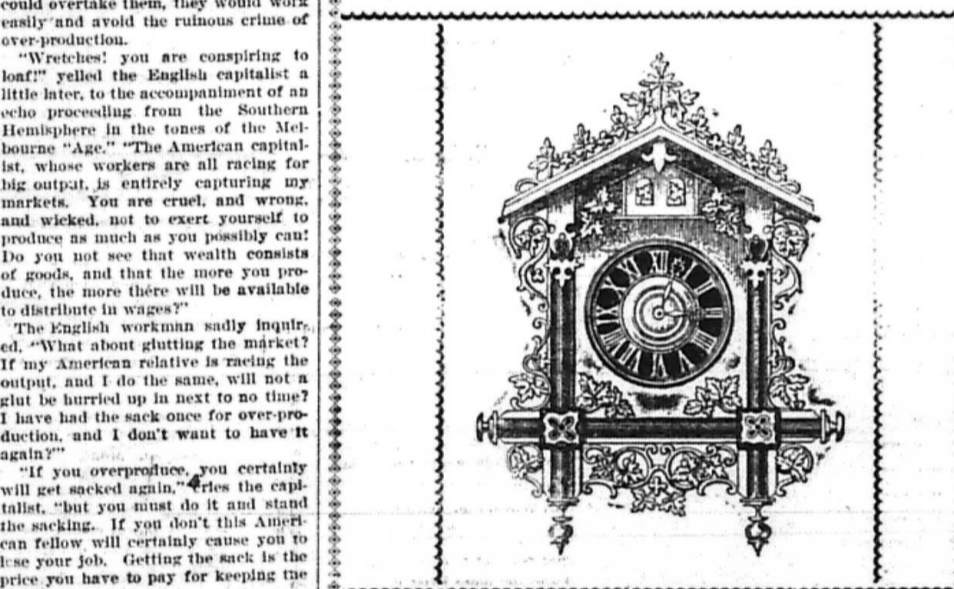 could overtake them, they would work
easily and avoid the ruinous crime of
over-production.
"Wretches! you are conspiring to
loaf!" yelled the English capitalist a
little later, to the accompaniment of an
echo proceeding from the Southern
Hemisphere in the tones of the Mel-
bourne "Age." "The American capital-
ist, whose workers are all racing for
big output, is entirely capturing my
markets. You are cruel, and wrong,
and wicked, not to exert yourself to
produce as much as you possibly can!
Do you not see that wealth consists
of goods, and that the more you pro-
duce, the more there will be available
to distribute in wages?"
The English workman sadly inquir-
ed, "What about glutting the market?
If my American relative is racing the
output, and I do the same, will not a
glut be hurried up in next to no time?
I have had the sack once for over-pro-
duction, and I don't want to have it
again?"
"If you overproduce, you certainly
will get sacked again," cries the capi-
talist, "but you must do it and stand
the sacking. If you don't this Ameri-
can fellow will certainly cause you to
lose your job. Getting the sack is the
price you have to pay for keeping the